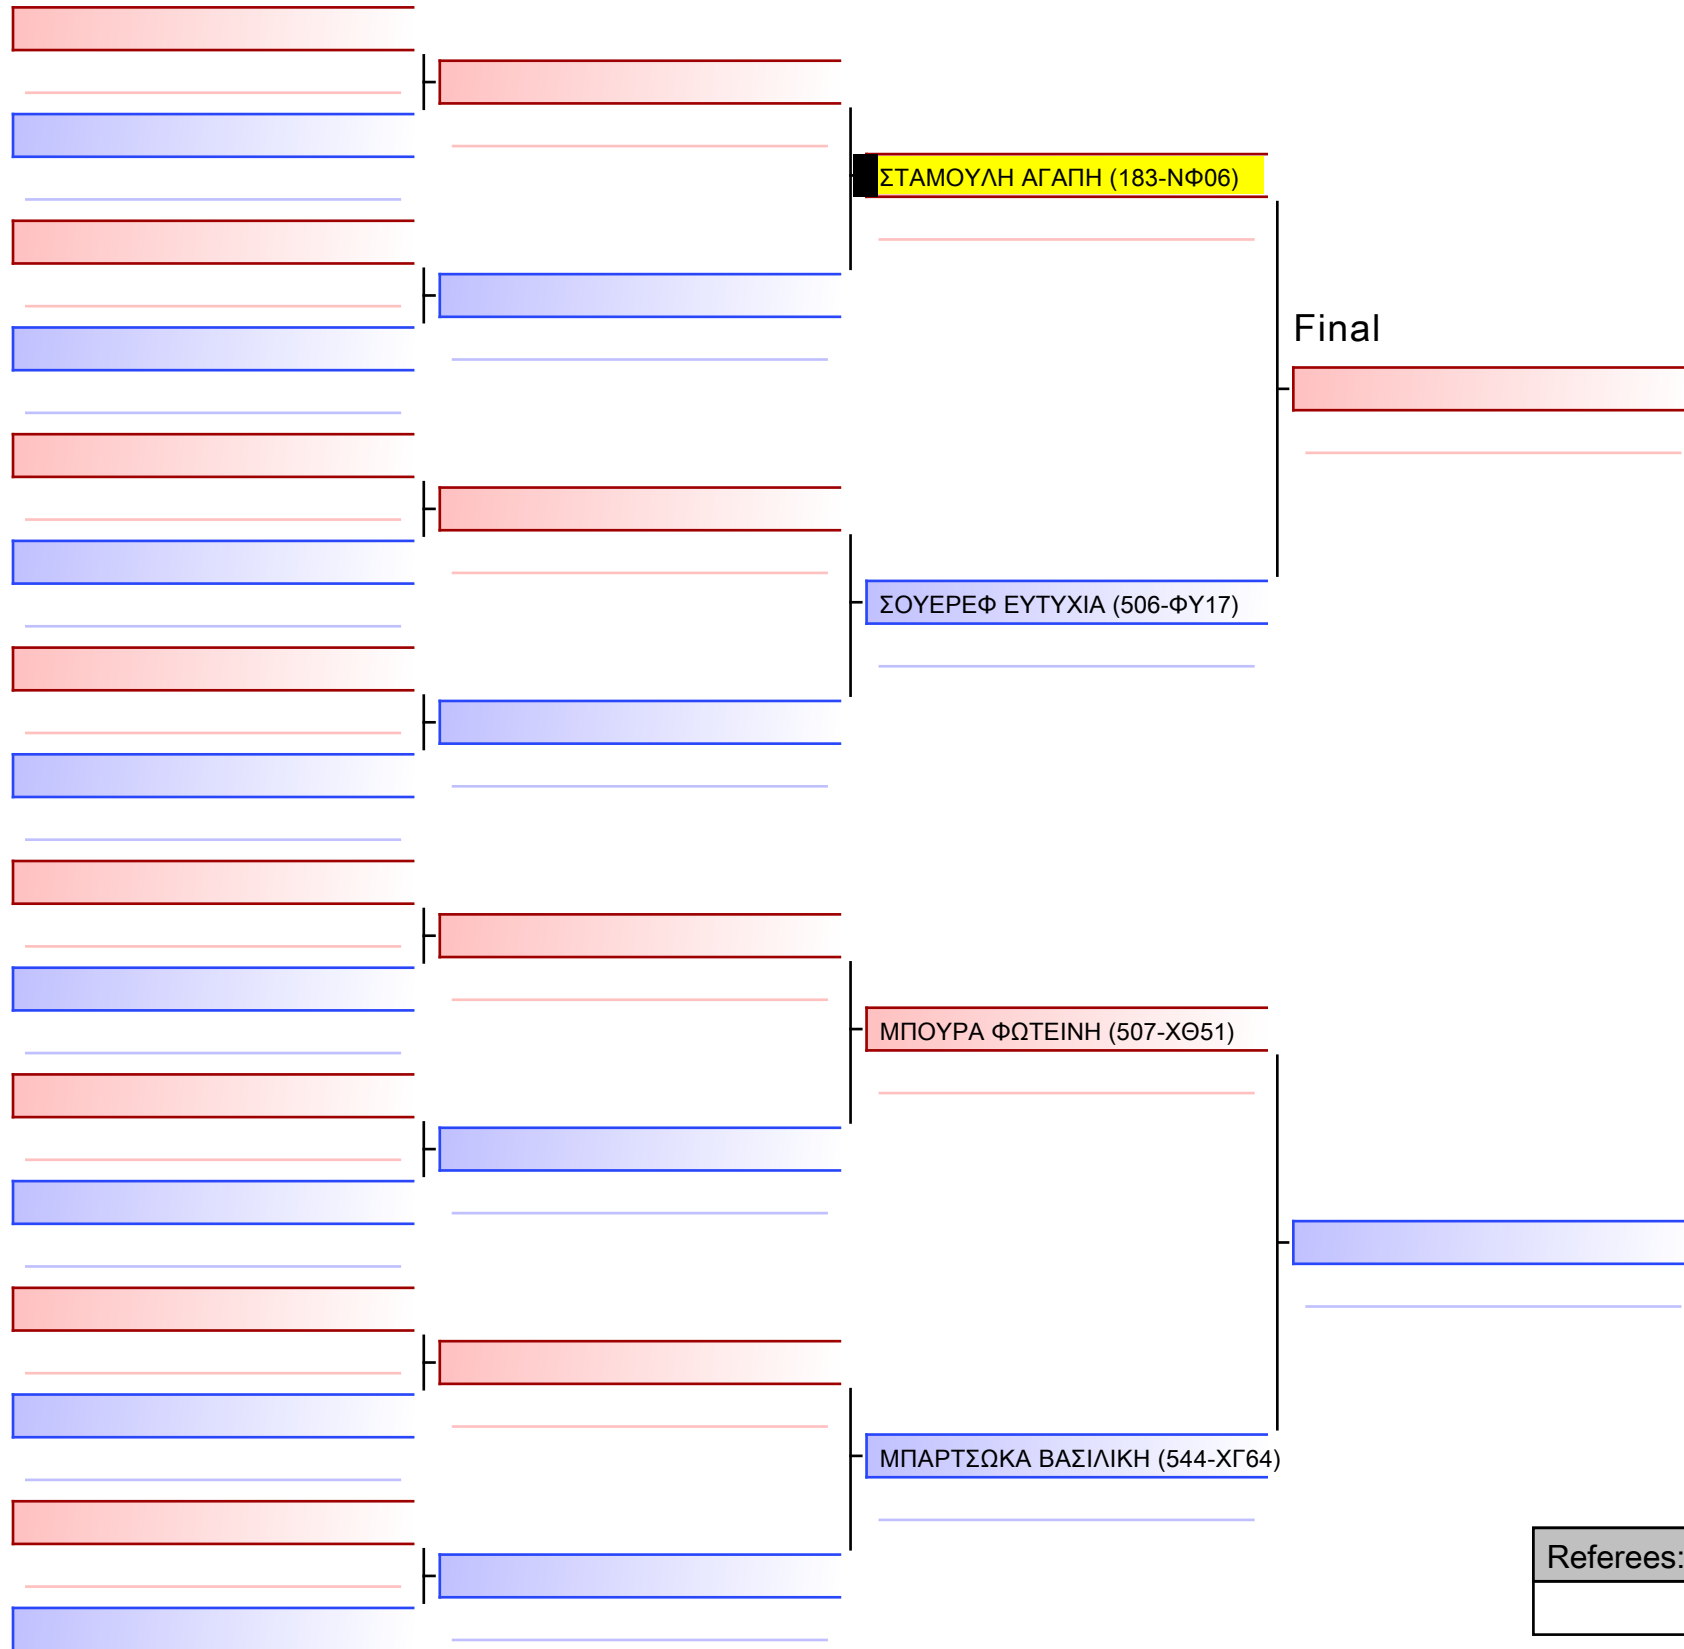 ΣΤΑΜΟΥΛΗ ΑΓΑΠΗ (183-ΝΦ06)
Final
ΣΟΥΕΡΕΦ ΕΥΤΥΧΙΑ (506-ΦΥ17)
ΜΠΟΥΡΑ ΦΩΤΕΙΝΗ (507-ΧΘ51)
ΜΠΑΡΤΣΩΚΑ ΒΑΣΙΛΙΚΗ (544-ΧΓ64)
Referees: